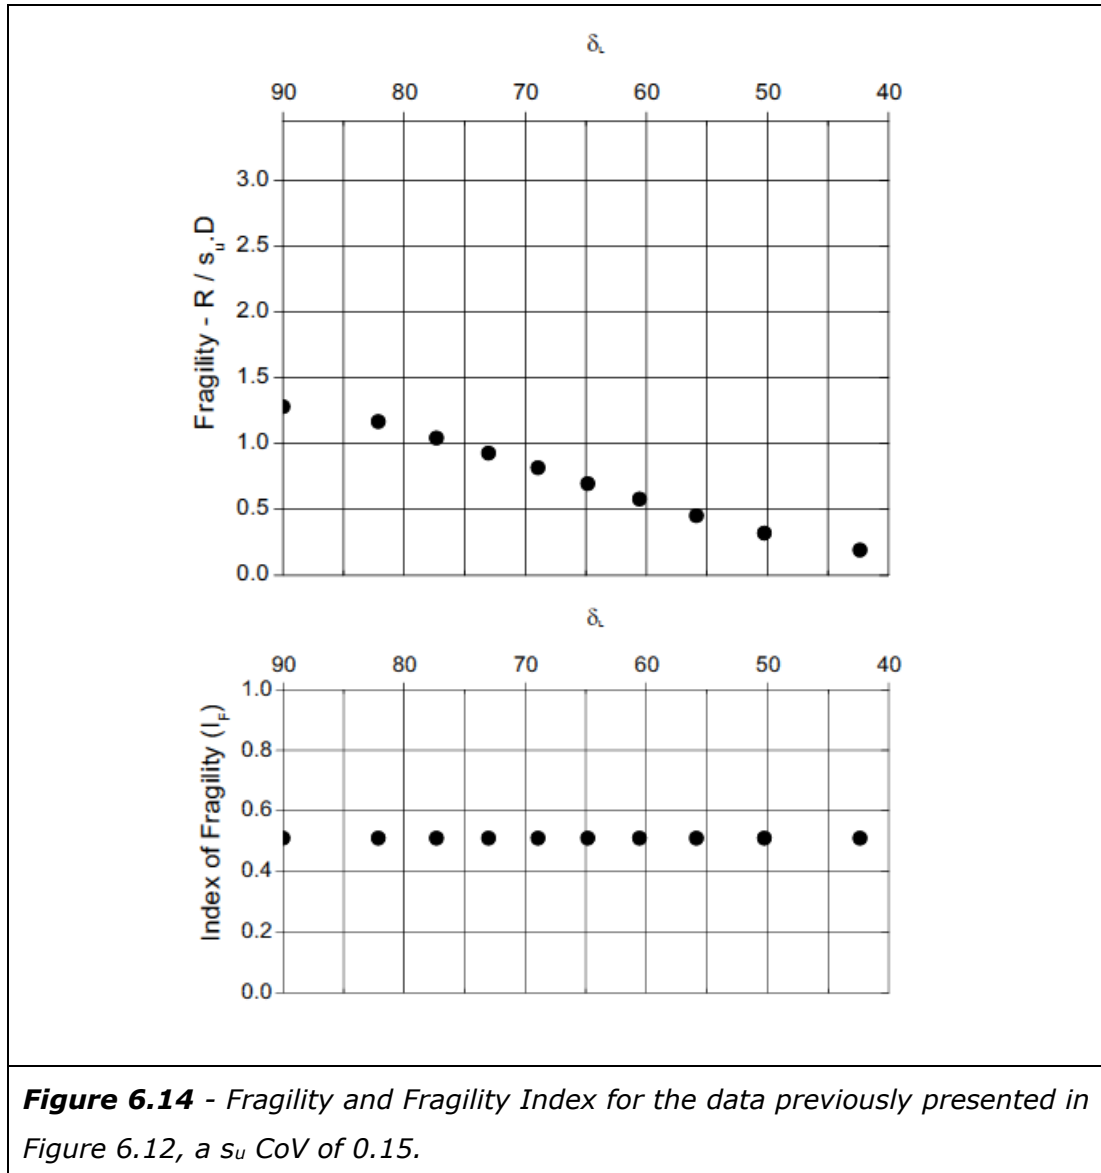 δL
90 80 70 60 50 40
3.0
2.5
2.0
1.5
1.0
0.5
0.0
Fragility - R / su.D
δL
90 80 70 60 50 40
1.0
0.8
0.6
0.4
0.2
0.0
Index of Fragility (IF)
Figure 6.14 - Fragility and Fragility Index for the data previously presented in
Figure 6.12, a su CoV of 0.15.